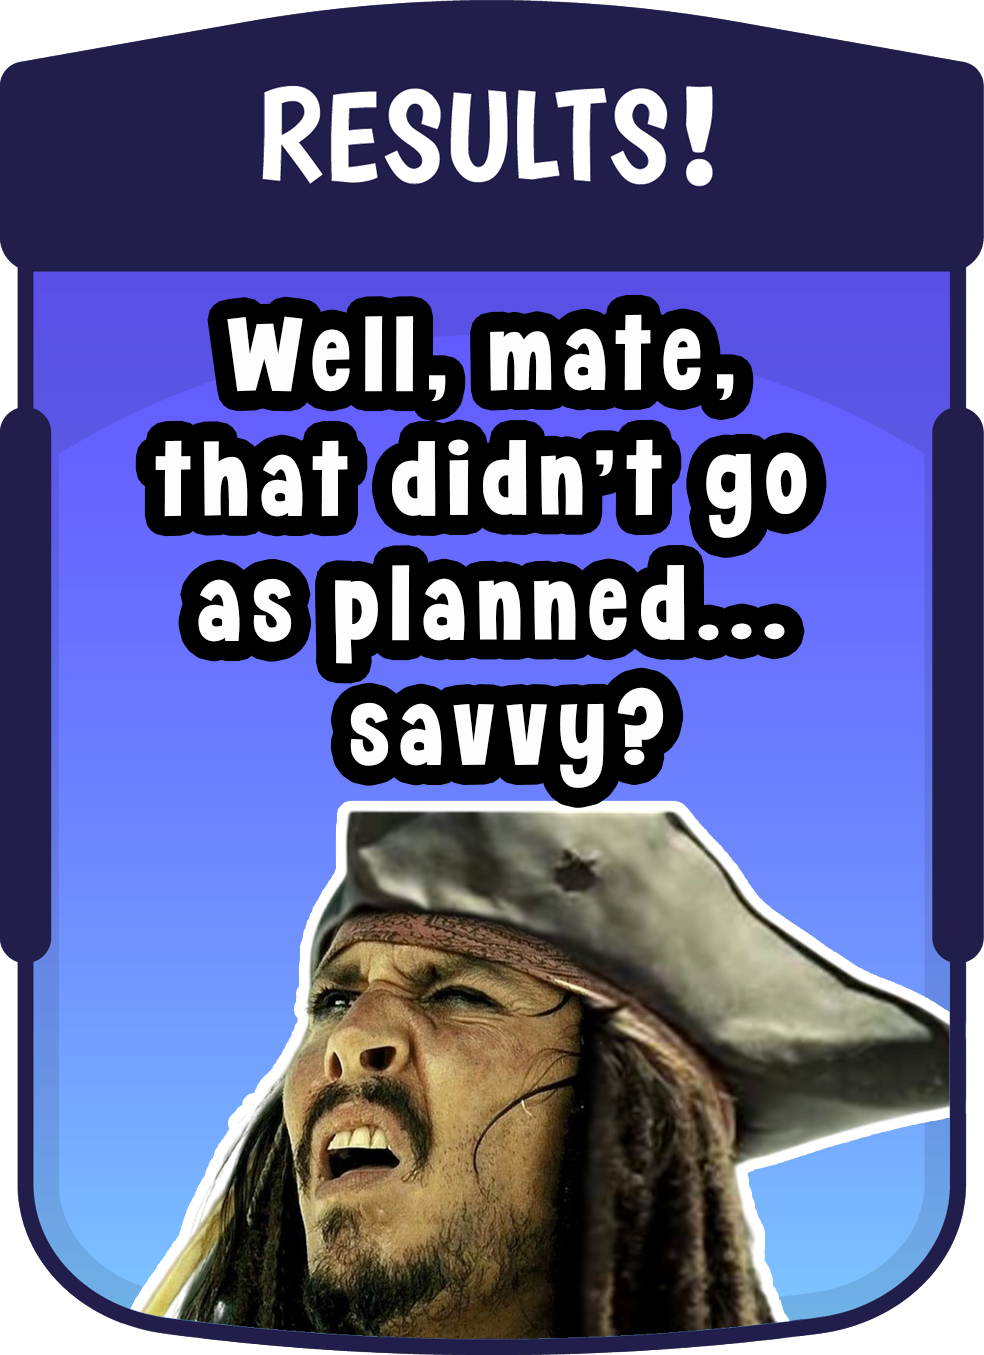 RESULTS!
Well, mate,
that didn't go
as planned...
savvy?